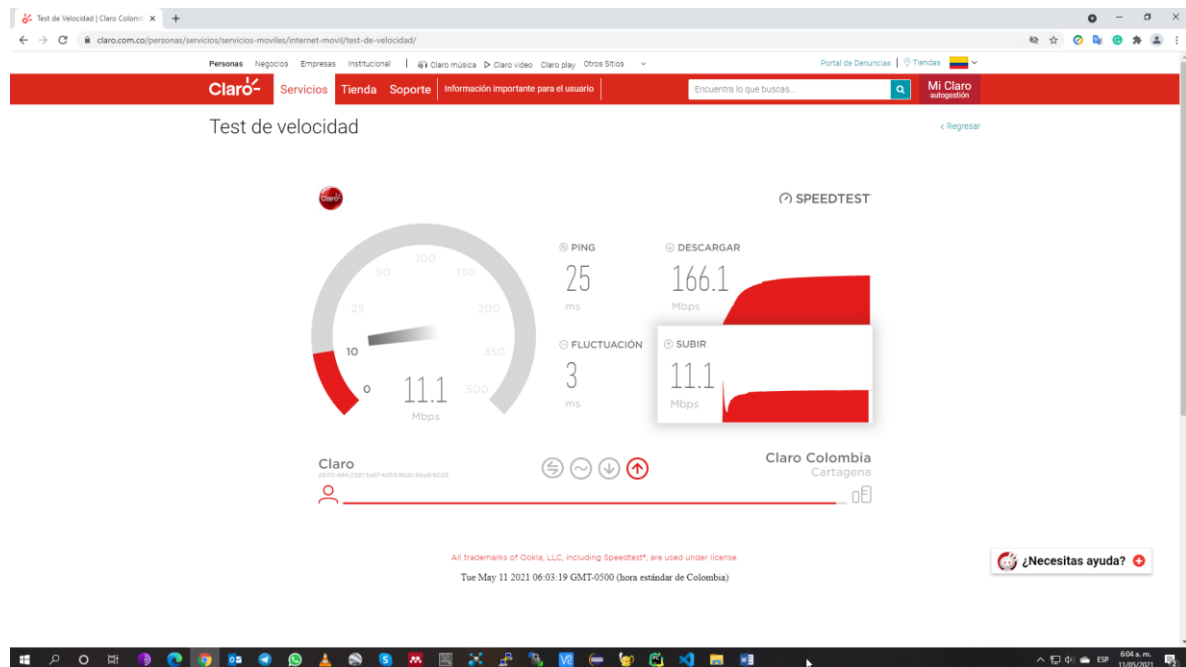 Test de Velocidad | Claro Colomb
claro.com.co/personas/servicios/servicios-moviles/internet-movil/test-de-velocidad/
Personas Negocios Empresas Institucional Claro música Claro video Claro play Otros Sitios Portal de Denuncias Tiendas
Claro Servicios Tienda Soporte Información importante para el usuario Encuentra lo que buscas... Mi Claro
autogestión
Test de velocidad < Regresar
Claro SPEEDTEST
PING
25
ms
DESCARGAR
166.1
Mbps
FLUCTUACIÓN
3
ms
SUBIR
11.1
Mbps
0
10
25
50
100
150
200
350
500
11.1
Mbps
Claro
Claro Colombia
Cartagena
All trademarks of Ookla, LLC, including Speedtest®, are used under license.
Tue May 11 2021 06:03:19 GMT-0500 (hora estándar de Colombia)
¿Necesitas ayuda?
ESP
6:04 a. m.
11/05/2021